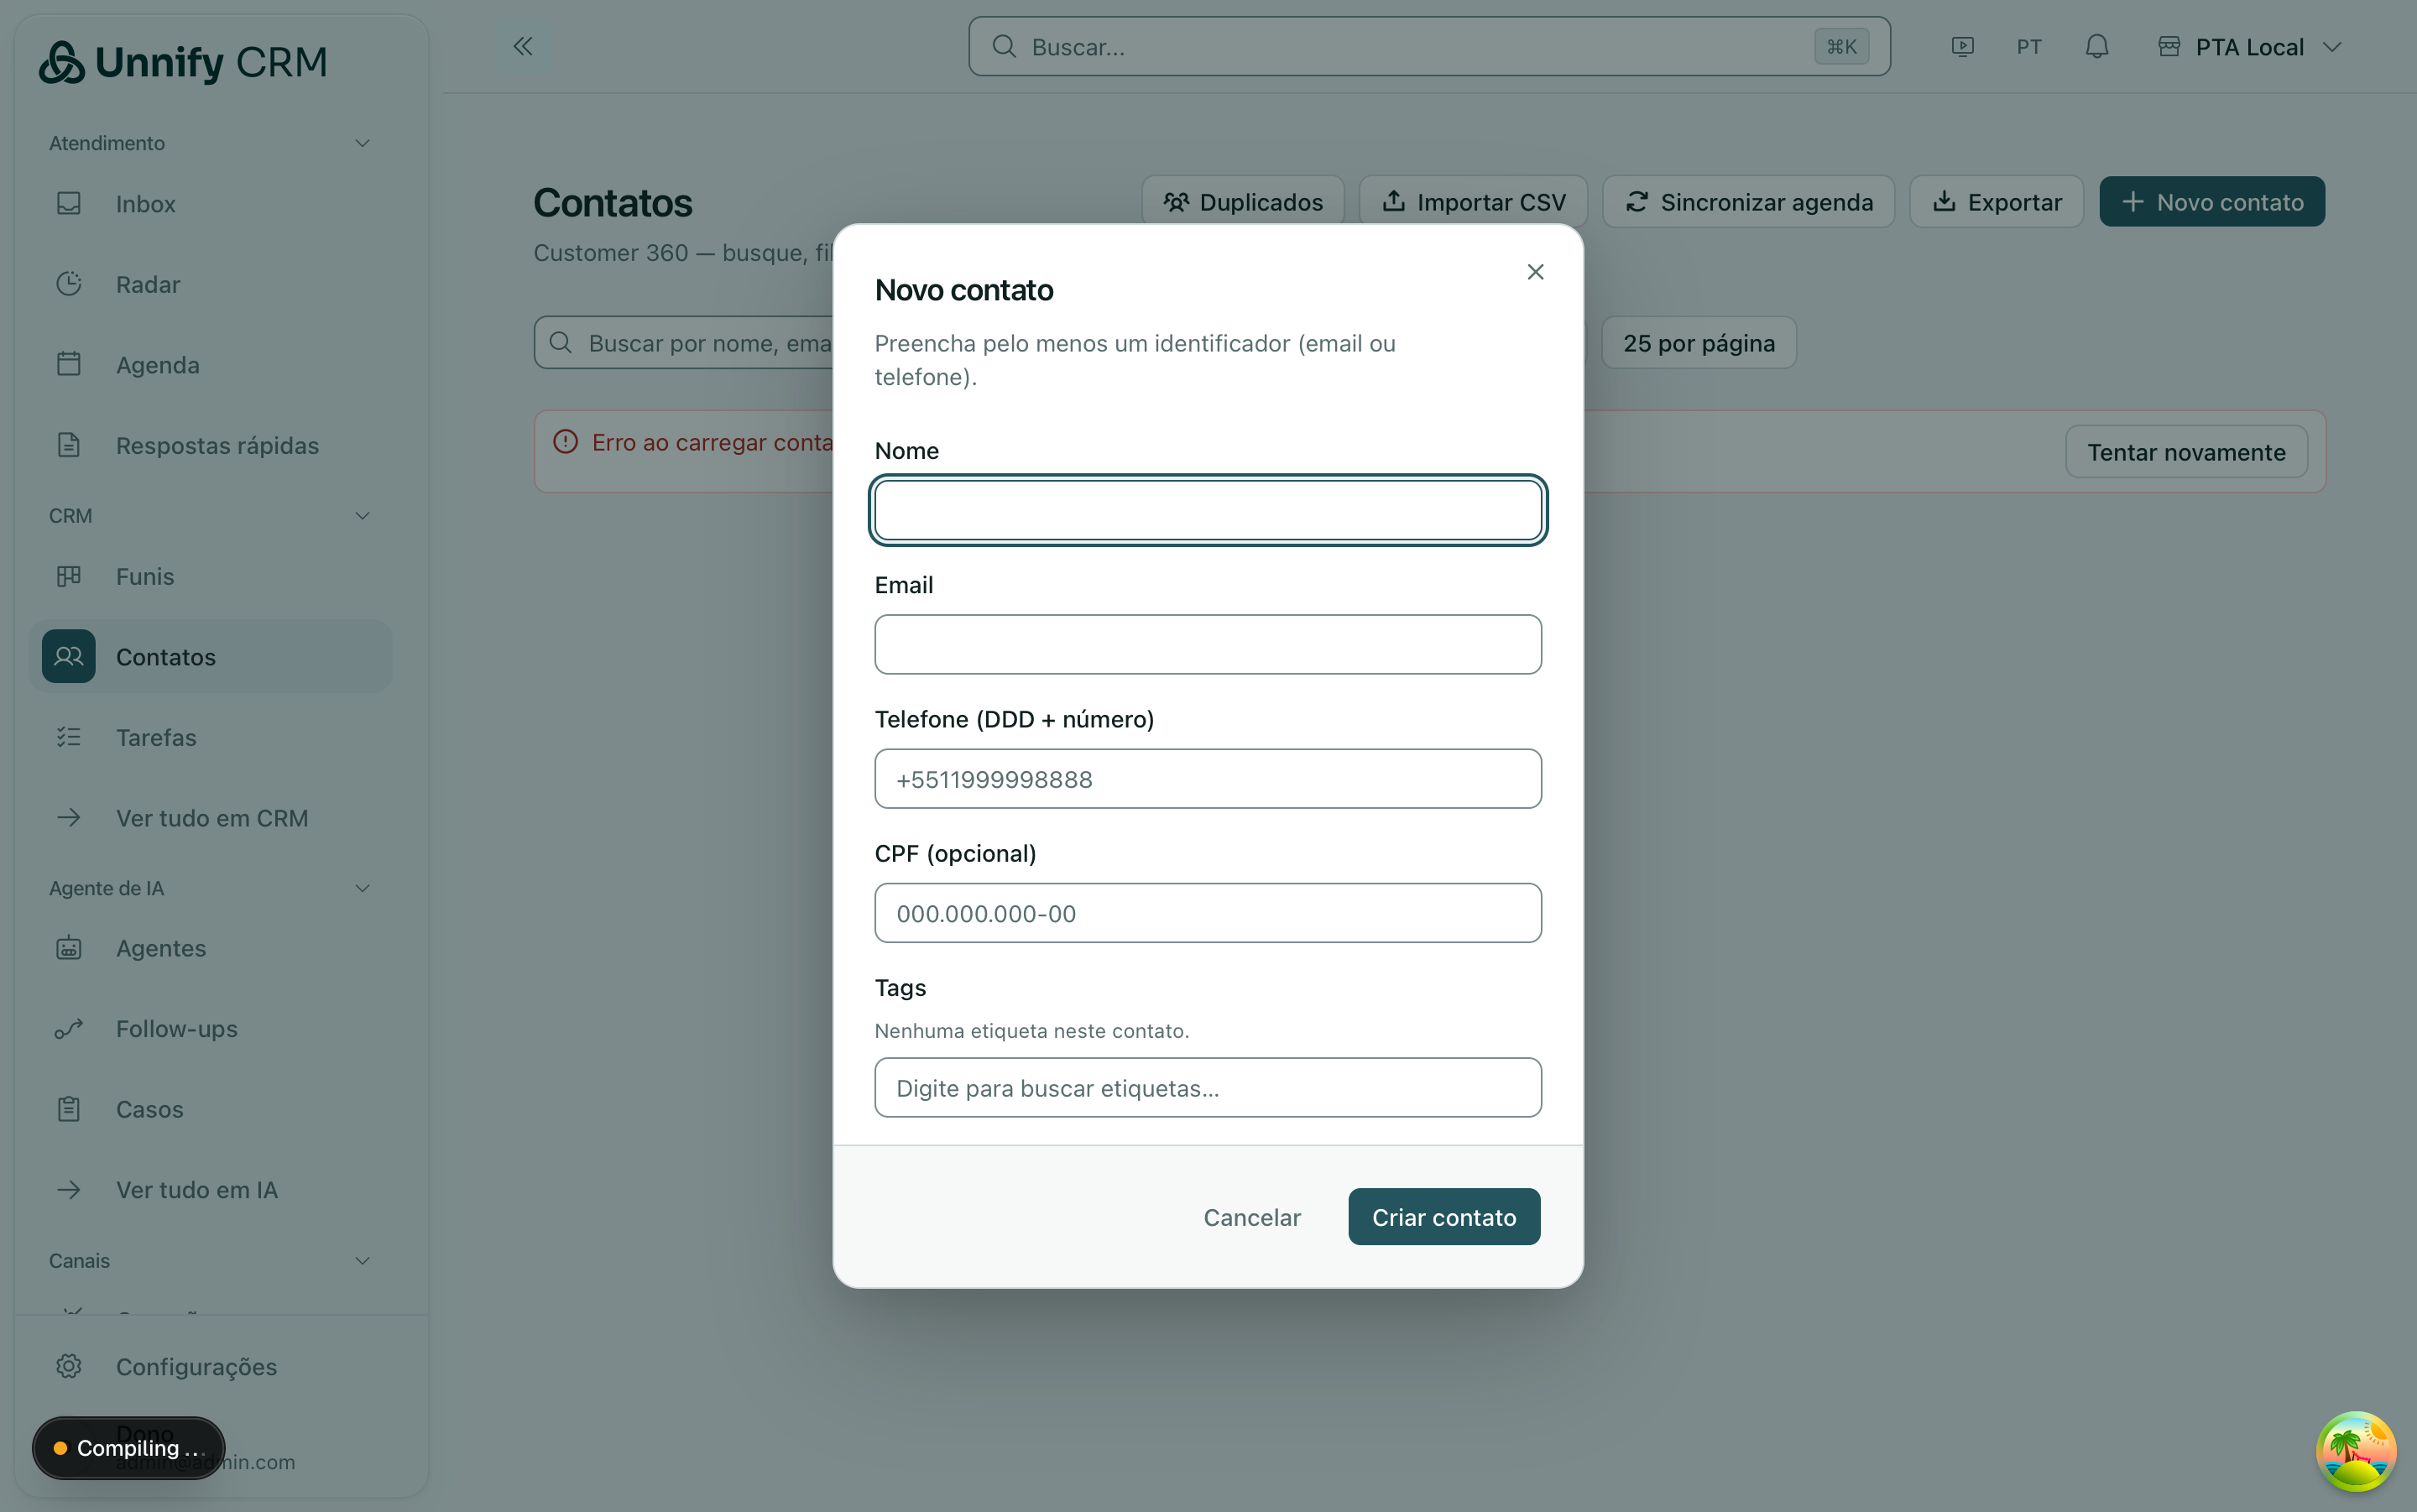 Unnify CRM
Buscar...
⌘K
PT
PTA Local
Atendimento
Inbox
Radar
Agenda
Respostas rápidas
CRM
Funis
Contatos
Tarefas
Ver tudo em CRM
Agente de IA
Agentes
Follow-ups
Casos
Ver tudo em IA
Canais
Configurações
Dono
admin@admin.com
Compiling ...
Contatos
Duplicados
Importar CSV
Sincronizar agenda
Exportar
Novo contato
Customer 360 — busque,
Buscar por nome,
25 por página
Erro ao carregar
Tentar novamente
Novo contato
Preencha pelo menos um identificador (email ou
telefone).
Nome
Email
Telefone (DDD + número)
+5511999998888
CPF (opcional)
000.000.000-00
Tags
Nenhuma etiqueta neste contato.
Digite para buscar etiquetas...
Cancelar
Criar contato